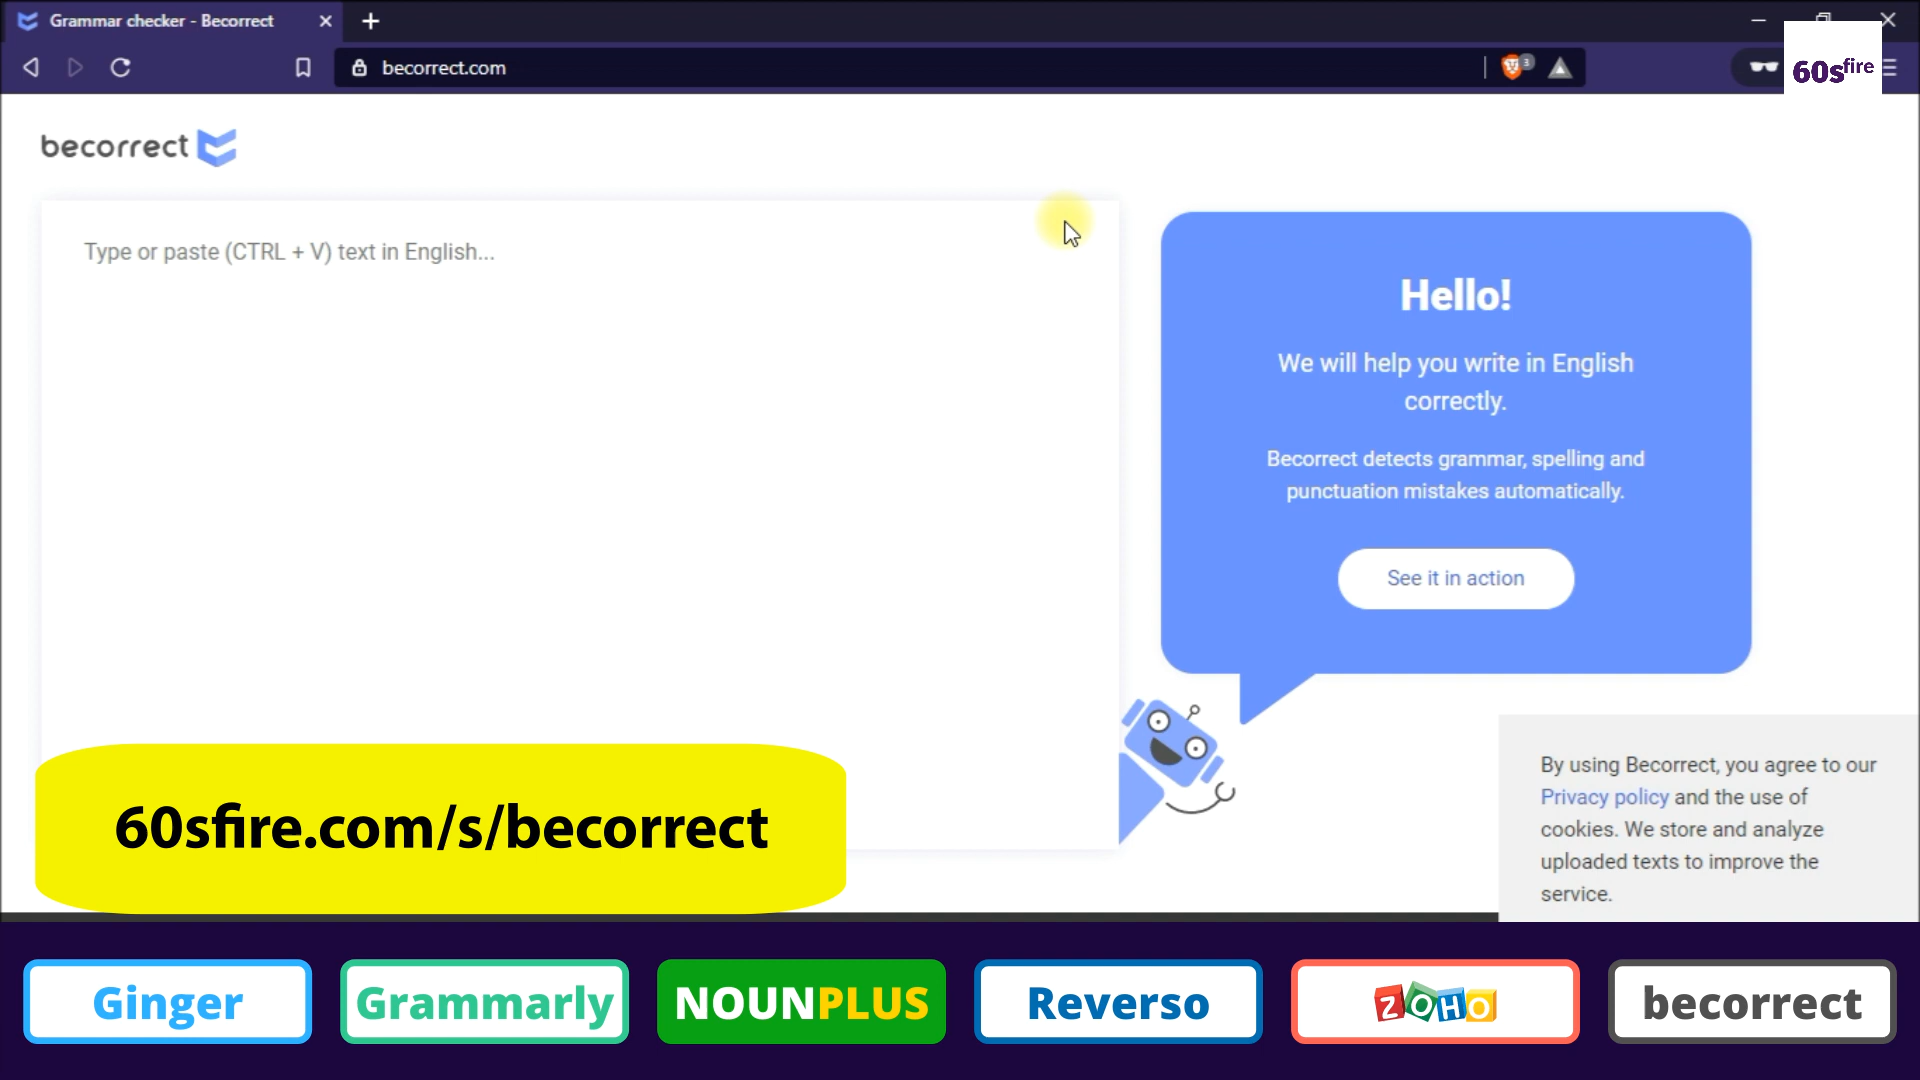 Grammar checker - Becorrect
becorrect.com
3
60sfire
becorrect
Type or paste (CTRL + V) text in English...
Hello!
We will help you write in English
correctly.
Becorrect detects grammar, spelling and
punctuation mistakes automatically.
See it in action
By using Becorrect, you agree to our
Privacy policy and the use of
cookies. We store and analyze
uploaded texts to improve the
service.
60sfire.com/s/becorrect
Ginger
Grammarly
NOUNPLUS
Reverso
ZOHO
becorrect